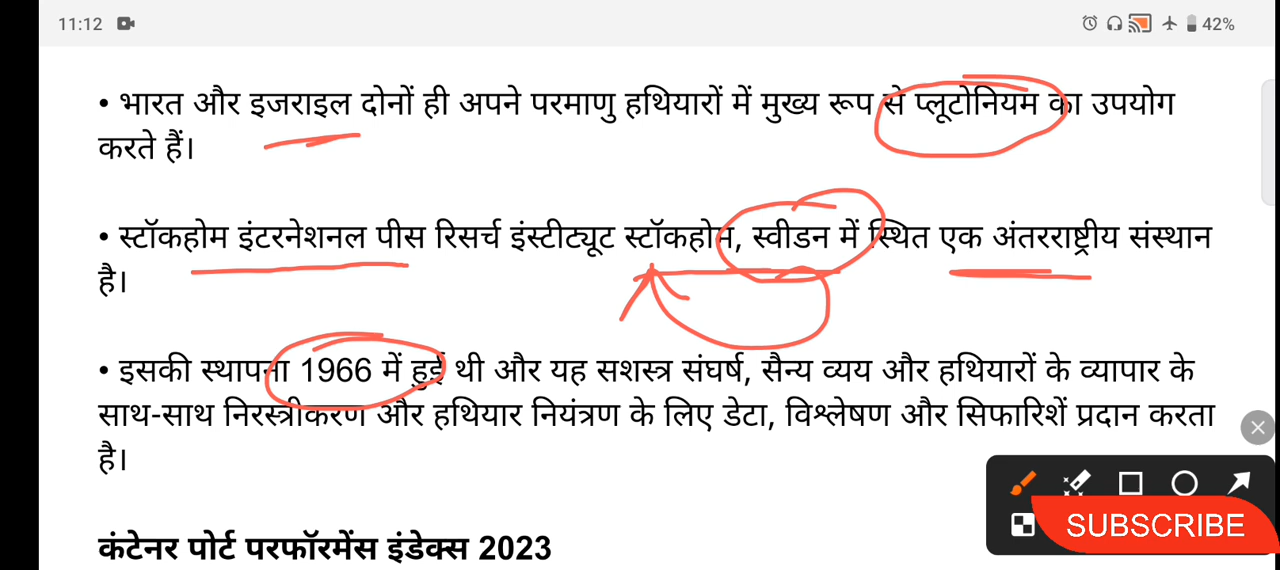 11:12
42%
• भारत और इजराइल दोनों ही अपने परमाणु हथियारों में मुख्य रूप से प्लूटोनियम का उपयोग
करते हैं।
• स्टॉकहोम इंटरनेशनल पीस रिसर्च इंस्टीट्यूट स्टॉकहोम, स्वीडन में स्थित एक अंतरराष्ट्रीय संस्थान
है।
• इसकी स्थापना 1966 में हुई थी और यह सशस्त्र संघर्ष, सैन्य व्यय और हथियारों के व्यापार के
साथ-साथ निरस्त्रीकरण और हथियार नियंत्रण के लिए डेटा, विश्लेषण और सिफारिशें प्रदान करता
है।
SUBSCRIBE
कंटेनर पोर्ट परफॉरमेंस इंडेक्स 2023